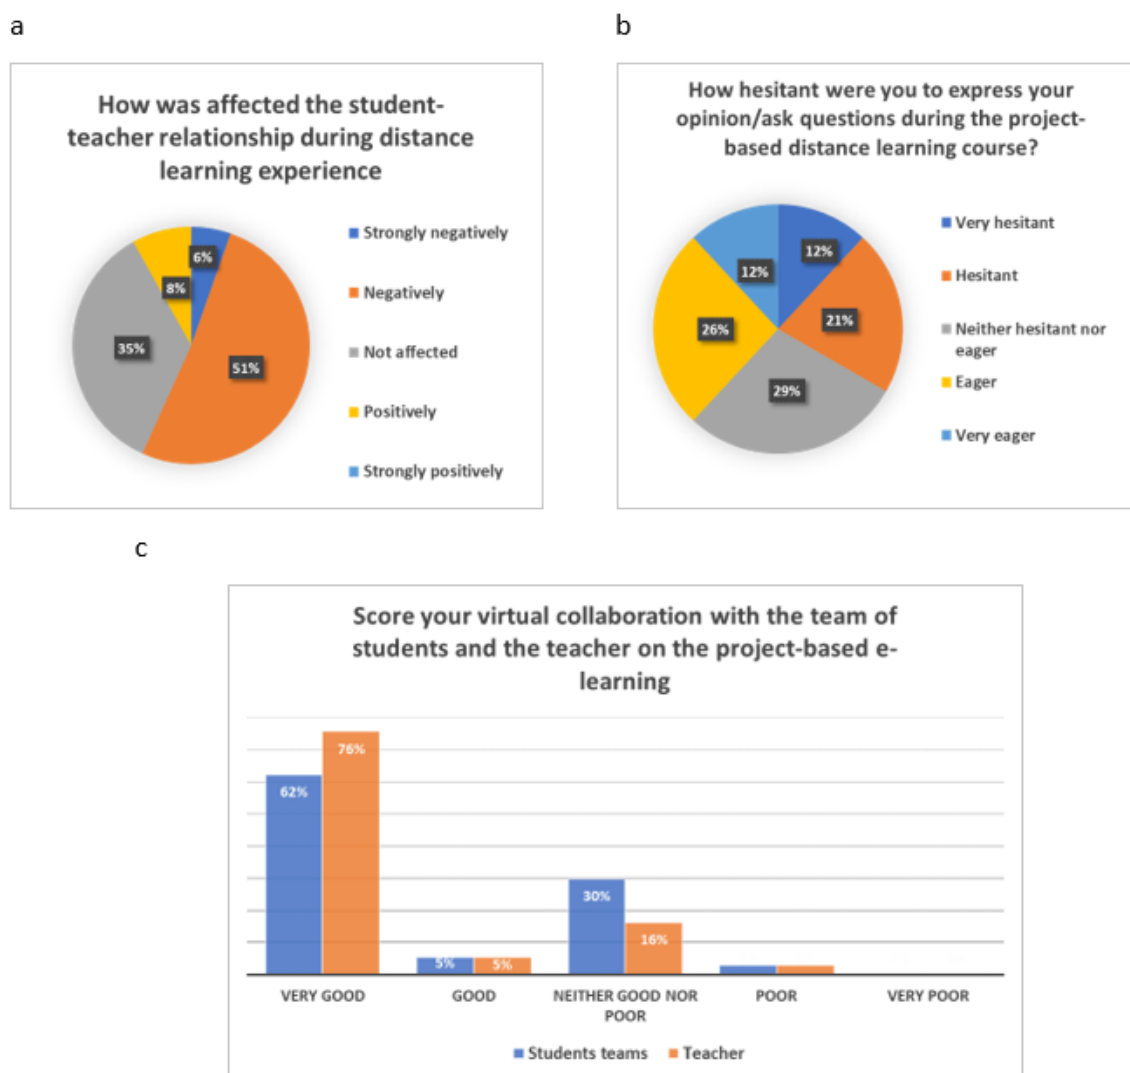 a
b
How was affected the student-
teacher relationship during distance
learning experience
6%
8%
35%
51%
Strongly negatively
Negatively
Not affected
Positively
Strongly positively
How hesitant were you to express your
opinion/ask questions during the project-
based distance learning course?
12%
12%
21%
26%
29%
Very hesitant
Hesitant
Neither hesitant nor
eager
Eager
Very eager
c
Score your virtual collaboration with the team of
students and the teacher on the project-based e-
learning
76%
62%
30%
16%
5%
5%
VERY GOOD
GOOD
NEITHER GOOD NOR
POOR
POOR
VERY POOR
Students teams
Teacher